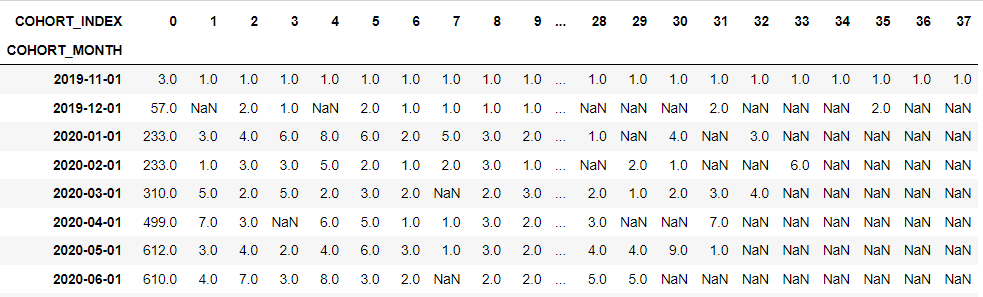 COHORT_INDEX 0 1 2 3 4 5 6 7 8 9 ... 28 29 30 31 32 33 34 35 36 37
COHORT_MONTH
2019-11-01 3.0 1.0 1.0 1.0 1.0 1.0 1.0 1.0 1.0 1.0 ... 1.0 1.0 1.0 1.0 1.0 1.0 1.0 1.0 1.0 1.0
2019-12-01 57.0 NaN 2.0 1.0 NaN 2.0 1.0 1.0 1.0 1.0 ... NaN NaN NaN 2.0 NaN NaN NaN 2.0 NaN NaN
2020-01-01 233.0 3.0 4.0 6.0 8.0 6.0 2.0 5.0 3.0 2.0 ... 1.0 NaN 4.0 NaN 3.0 NaN NaN NaN NaN NaN
2020-02-01 233.0 1.0 3.0 3.0 5.0 2.0 1.0 2.0 3.0 1.0 ... NaN 2.0 1.0 NaN NaN 6.0 NaN NaN NaN NaN
2020-03-01 310.0 5.0 2.0 5.0 2.0 3.0 2.0 NaN 2.0 3.0 ... 2.0 1.0 2.0 3.0 4.0 NaN NaN NaN NaN NaN
2020-04-01 499.0 7.0 3.0 NaN 6.0 5.0 1.0 1.0 3.0 2.0 ... 3.0 NaN NaN 7.0 NaN NaN NaN NaN NaN NaN
2020-05-01 612.0 3.0 4.0 2.0 4.0 6.0 3.0 1.0 3.0 2.0 ... 4.0 4.0 9.0 1.0 NaN NaN NaN NaN NaN NaN
2020-06-01 610.0 4.0 7.0 3.0 8.0 3.0 2.0 NaN 2.0 2.0 ... 5.0 5.0 NaN NaN NaN NaN NaN NaN NaN NaN